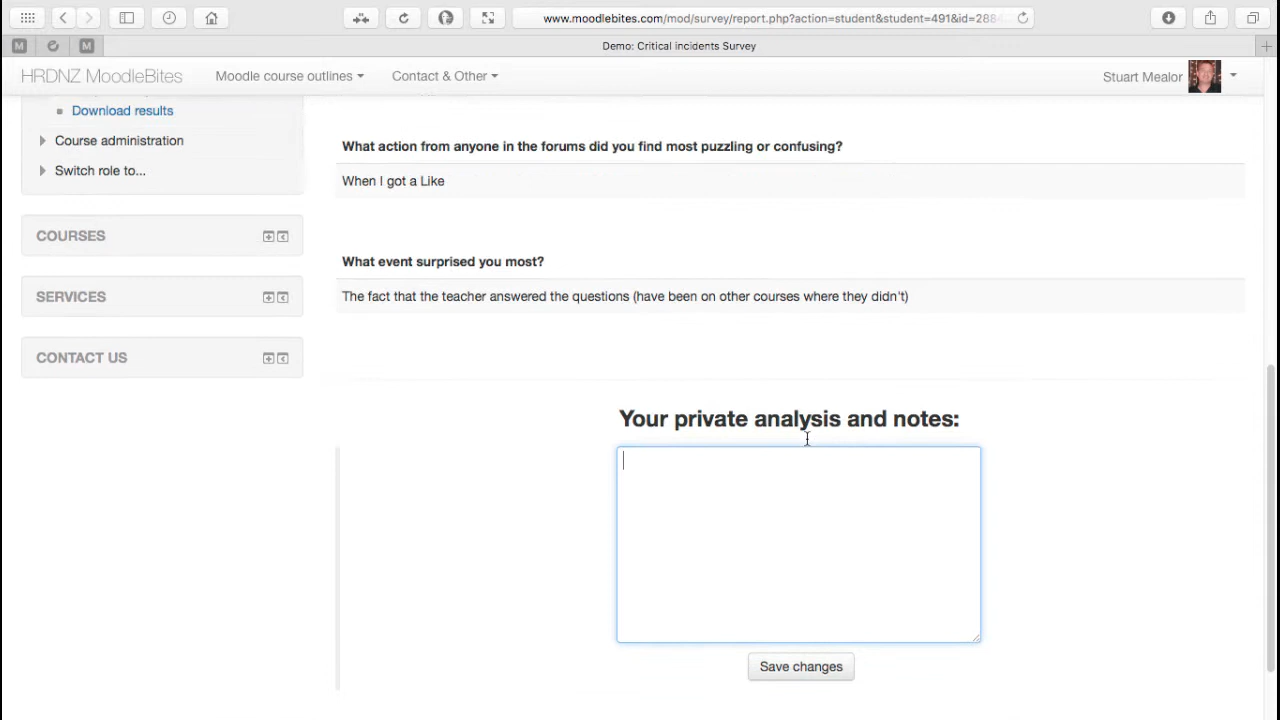 www.moodlebites.com/mod/survey/report.php?action=student&student=491&id=288
M
M
Demo: Critical incidents Survey
HRDNZ MoodleBites
Moodle course outlines
Contact & Other
Stuart Mealor
Download results
Course administration
Switch role to...
COURSES
SERVICES
CONTACT US
What action from anyone in the forums did you find most puzzling or confusing?
When I got a Like
What event surprised you most?
The fact that the teacher answered the questions (have been on other courses where they didn't)
Your private analysis and notes:
Save changes